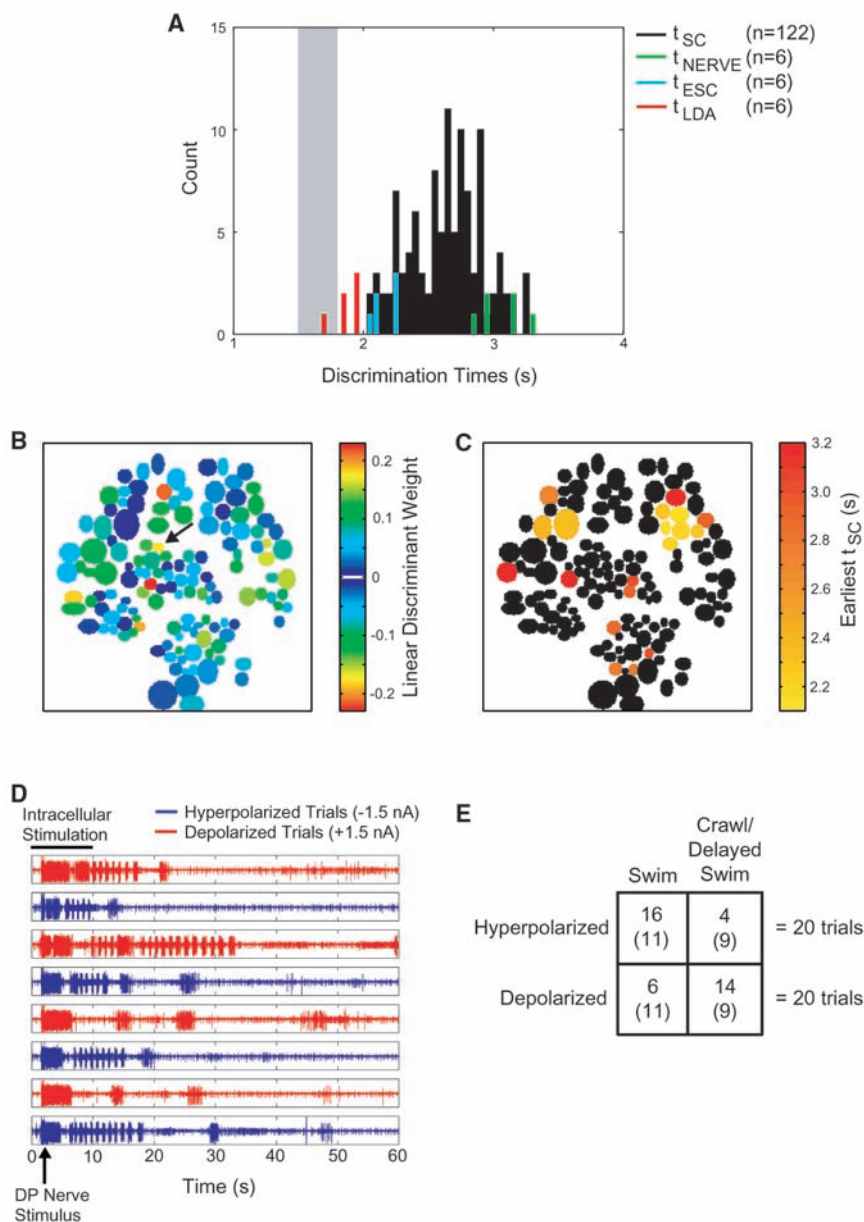 A
15
10
5
0
Count
1
2
3
4
Discrimination Times (s)
t SC (n=122)
t NERVE (n=6)
t ESC (n=6)
t LDA (n=6)
B
0.2
0.1
0
-0.1
-0.2
Linear Discriminant Weight
C
3.2
3.0
2.8
2.6
2.4
2.2
Earliest t SC (s)
D
Intracellular
Stimulation
Hyperpolarized Trials (-1.5 nA)
Depolarized Trials (+1.5 nA)
0 10 20 30 40 50 60
Time (s)
DP Nerve
Stimulus
E
Swim
Crawl/
Delayed
Swim
Hyperpolarized
16
(11)
4
(9)
= 20 trials
Depolarized
6
(11)
14
(9)
= 20 trials